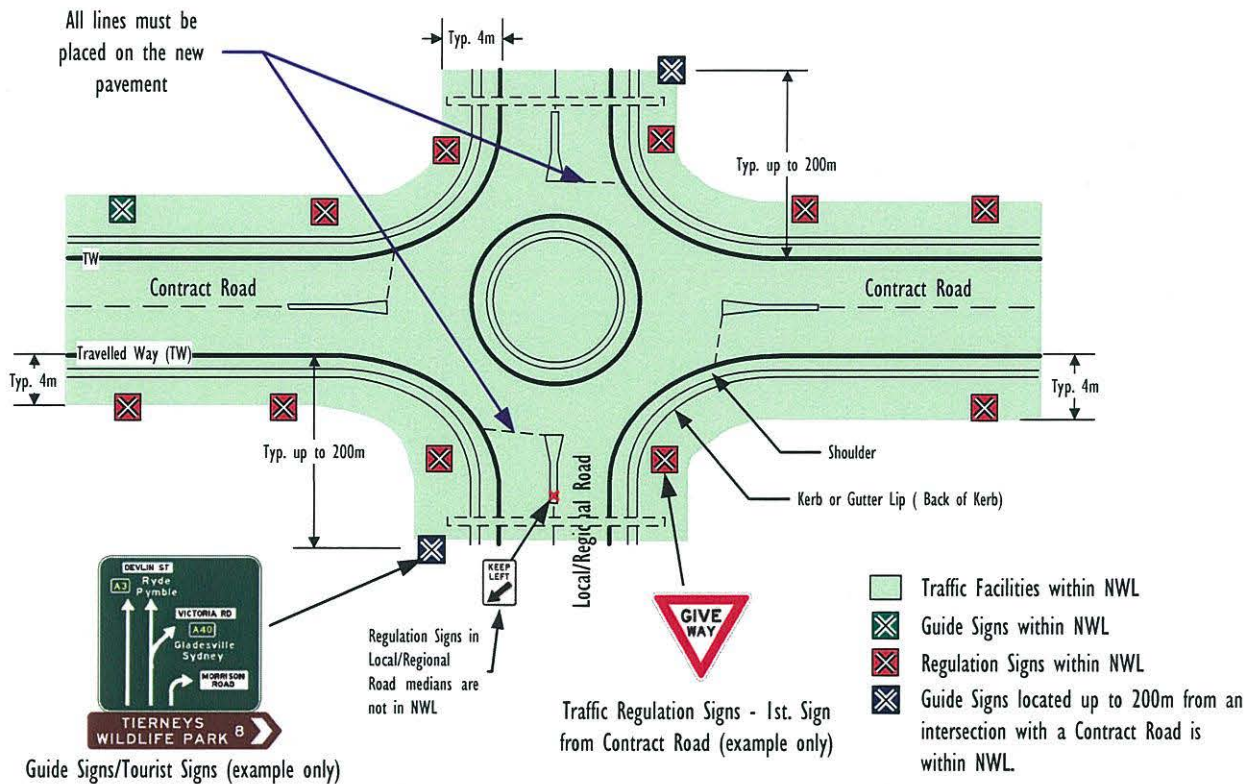 All lines must be
placed on the new
pavement
Typ. 4m
Typ. up to 200m
TW
Contract Road
Contract Road
Travelled Way (TW)
Typ. 4m
Typ. 4m
Typ. up to 200m
Shoulder
Kerb or Gutter Lip ( Back of Kerb)
Local/Regional Road
DEVLIN ST
A3
Ryde
Pymble
VICTORIA RD
A40
Gladesville
Sydney
MORRISON
ROAD
TIERNEYS
WILDLIFE PARK 8
Guide Signs/Tourist Signs (example only)
KEEP
LEFT
Regulation Signs in
Local/Regional
Road medians are
not in NWL
GIVE
WAY
Traffic Regulation Signs - 1st. Sign
from Contract Road (example only)
Traffic Facilities within NWL
Guide Signs within NWL
Regulation Signs within NWL
Guide Signs located up to 200m from an
intersection with a Contract Road is
within NWL.